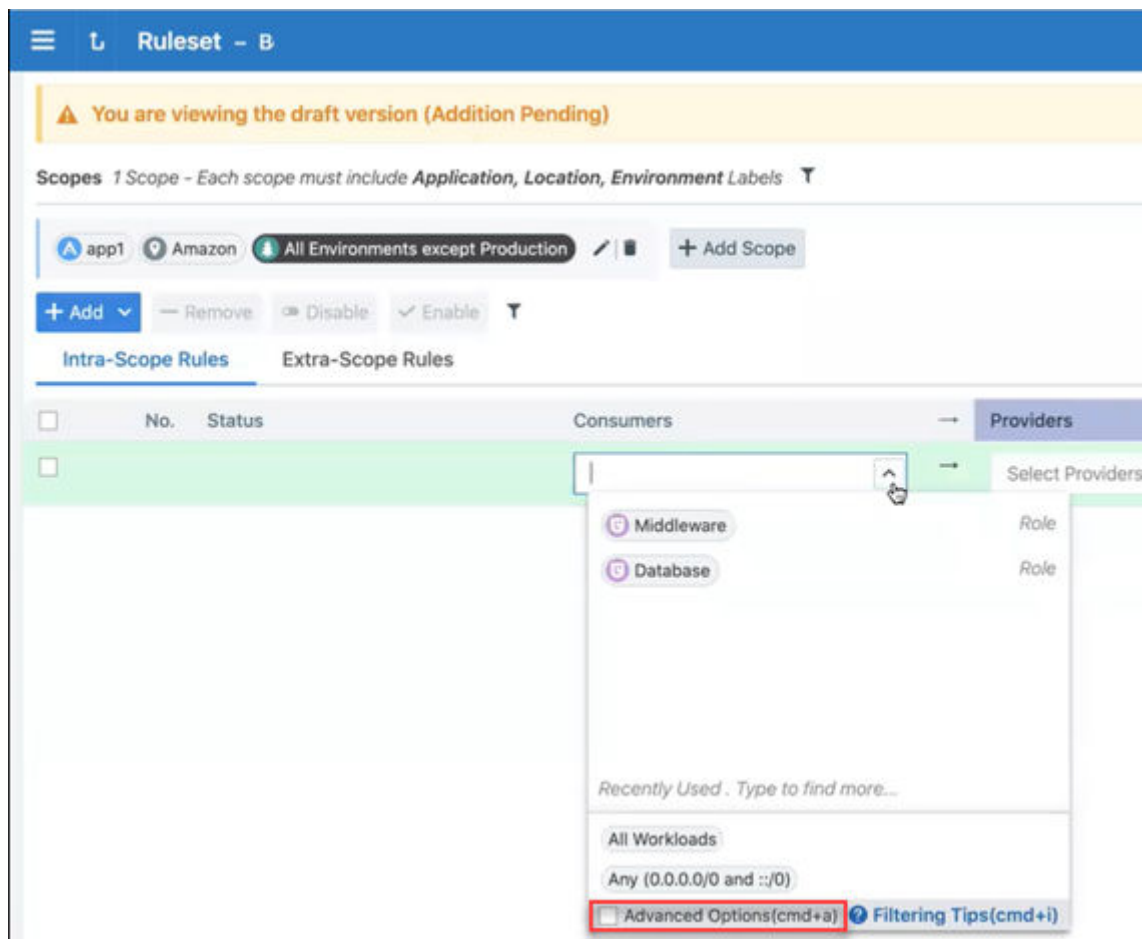 Ruleset – B
You are viewing the draft version (Addition Pending)
Scopes 1 Scope - Each scope must include Application, Location, Environment Labels
app1 Amazon All Environments except Production + Add Scope
+ Add — Remove Disable Enable
Intra-Scope Rules Extra-Scope Rules
No. Status Consumers → Providers
→ Select Providers
Middleware Role
Database Role
Recently Used . Type to find more...
All Workloads
Any (0.0.0.0/0 and ::/0)
Advanced Options(cmd+a) Filtering Tips(cmd+i)